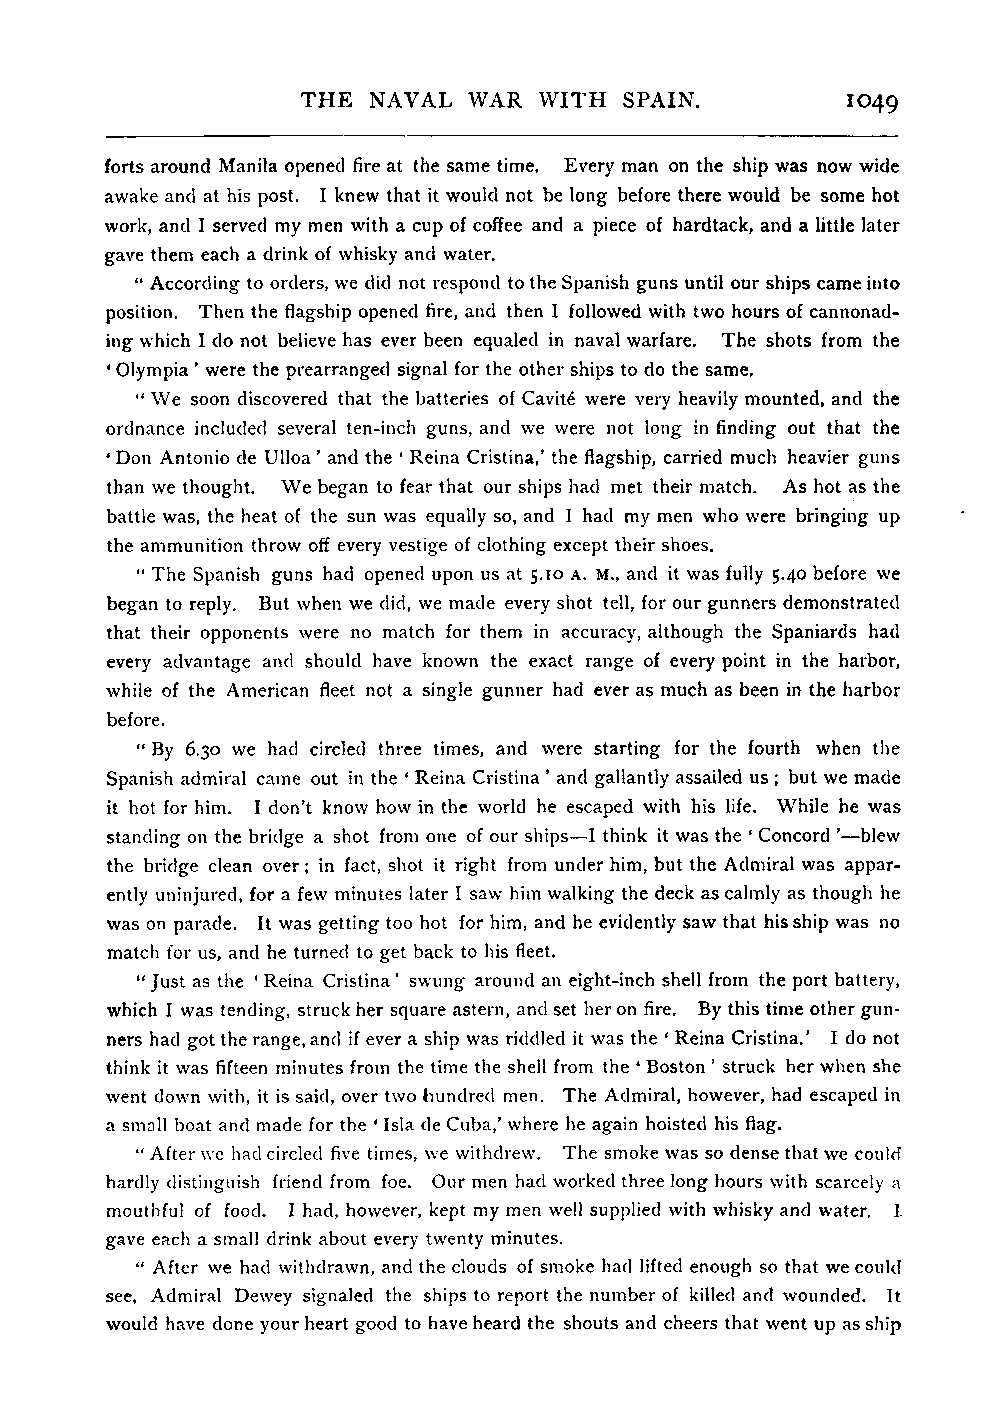 THE NAVAL WAR WITH SPAIN. 1049
forts around Manila opened fire at the same time. Every man on the ship was now wide
awake and at his post. I knew that it would not be long before there would be some hot
work, and I served my men with a cup of coffee and a piece of hardtack, and a little later
gave them each a drink of whisky and water.
“ According to orders, we did not respond to the Spanish guns until our ships came into
position. Then the flagship opened fire, and then I followed with two hours of cannonad-
ing which I do not believe has ever been equaled in naval warfare. The shots from the
‘ Olympia ’ were the prearranged signal for the other ships to do the same.
“ We soon discovered that the batteries of Cavité were very heavily mounted, and the
ordnance included several ten-inch guns, and we were not long in finding out that the
‘ Don Antonio de Ulloa ’ and the ‘ Reina Cristina,’ the flagship, carried much heavier guns
than we thought. We began to fear that our ships had met their match. As hot as the
battle was, the heat of the sun was equally so, and I had my men who were bringing up
the ammunition throw off every vestige of clothing except their shoes.
“ The Spanish guns had opened upon us at 5.10 A. M., and it was fully 5.40 before we
began to reply. But when we did, we made every shot tell, for our gunners demonstrated
that their opponents were no match for them in accuracy, although the Spaniards had
every advantage and should have known the exact range of every point in the harbor,
while of the American fleet not a single gunner had ever as much as been in the harbor
before.
“ By 6.30 we had circled three times, and were starting for the fourth when the
Spanish admiral came out in the ‘ Reina Cristina ’ and gallantly assailed us ; but we made
it hot for him. I don’t know how in the world he escaped with his life. While he was
standing on the bridge a shot from one of our ships—I think it was the ‘ Concord ’—blew
the bridge clean over ; in fact, shot it right from under him, but the Admiral was appar-
ently uninjured, for a few minutes later I saw him walking the deck as calmly as though he
was on parade. It was getting too hot for him, and he evidently saw that his ship was no
match for us, and he turned to get back to his fleet.
“ Just as the ‘ Reina Cristina ’ swung around an eight-inch shell from the port battery,
which I was tending, struck her square astern, and set her on fire. By this time other gun-
ners had got the range, and if ever a ship was riddled it was the ‘ Reina Cristina.’ I do not
think it was fifteen minutes from the time the shell from the ‘ Boston ’ struck her when she
went down with, it is said, over two hundred men. The Admiral, however, had escaped in
a small boat and made for the ‘ Isla de Cuba,’ where he again hoisted his flag.
“ After we had circled five times, we withdrew. The smoke was so dense that we could
hardly distinguish friend from foe. Our men had worked three long hours with scarcely a
mouthful of food. I had, however, kept my men well supplied with whisky and water. I
gave each a small drink about every twenty minutes.
“ After we had withdrawn, and the clouds of smoke had lifted enough so that we could
see, Admiral Dewey signaled the ships to report the number of killed and wounded. It
would have done your heart good to have heard the shouts and cheers that went up as ship